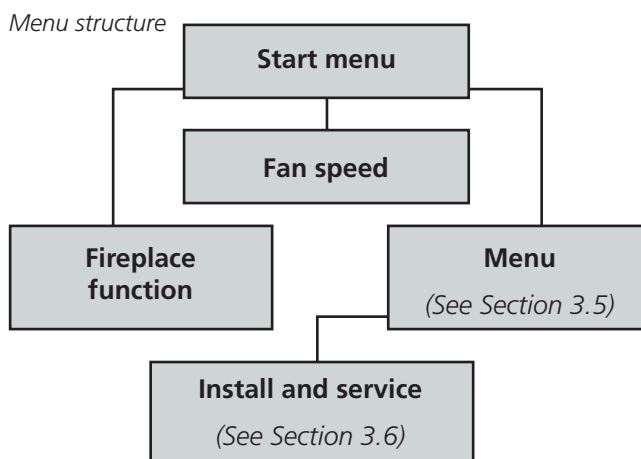 Menu structure
Start menu
Fan speed
Fireplace
function
Menu
(See Section 3.5)
Install and service
(See Section 3.6)